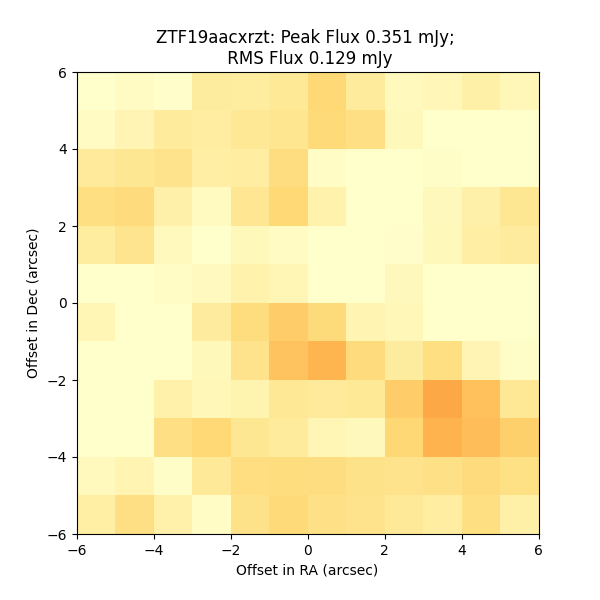 ZTF19aacxrzt: Peak Flux 0.351 mJy;
RMS Flux 0.129 mJy
6
4
2
0
−2
−4
−6
Offset in Dec (arcsec)
−6 −4 −2 0 2 4 6
Offset in RA (arcsec)